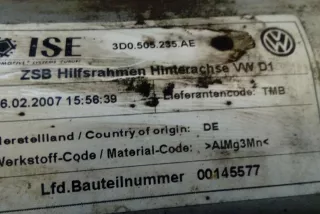 ISE 3D0.505.235.AE
ZSB Hilfsrahmen Hinterachse VW D1
6.02.2007 15:56:39 Lieferantencode: TMB
Herstellland / Country of origin: DE
Werkstoff-Code / Material-Code: >AlMg3Mn<
Lfd.Bauteilnummer 00145577